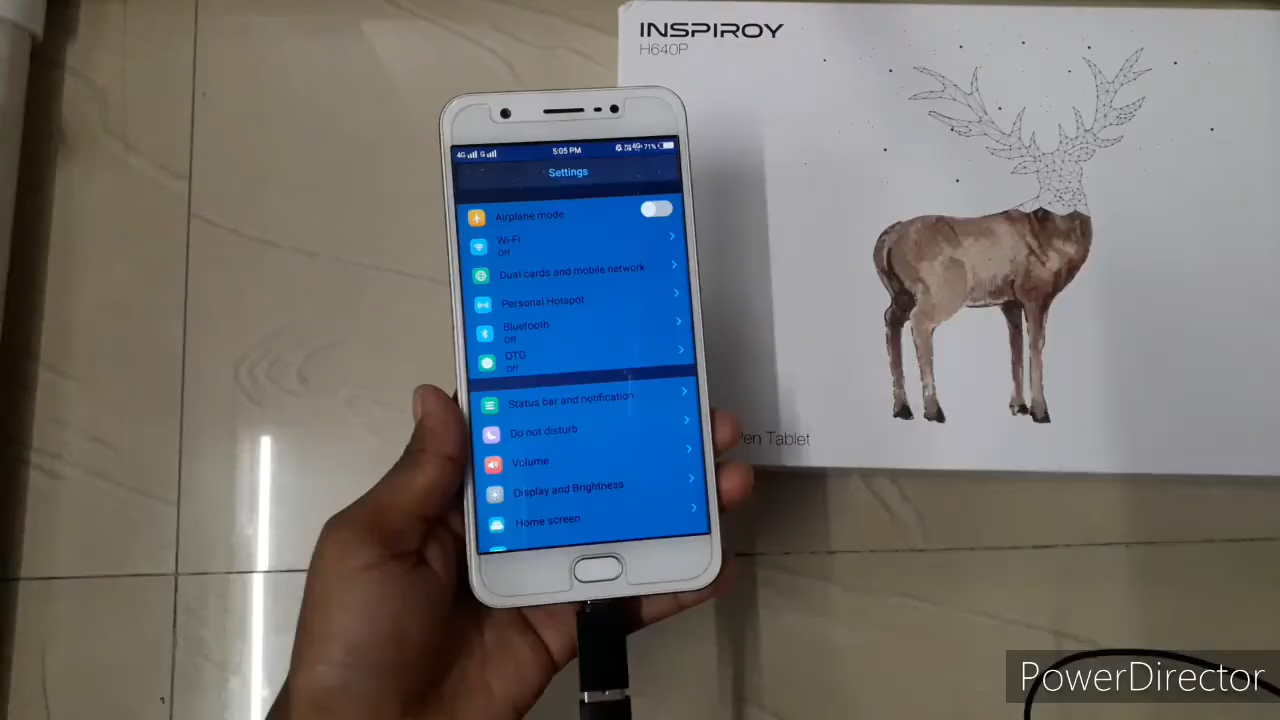 INSPIROY
H640P
4G G 5:05 PM 71%
Settings
Airplane mode
Wi-Fi
Off
Dual cards and mobile network
Personal Hotspot
Bluetooth
Off
OTG
Off
Status bar and notification
Do not disturb
Volume
Display and Brightness
Home screen
Pen Tablet
PowerDirector